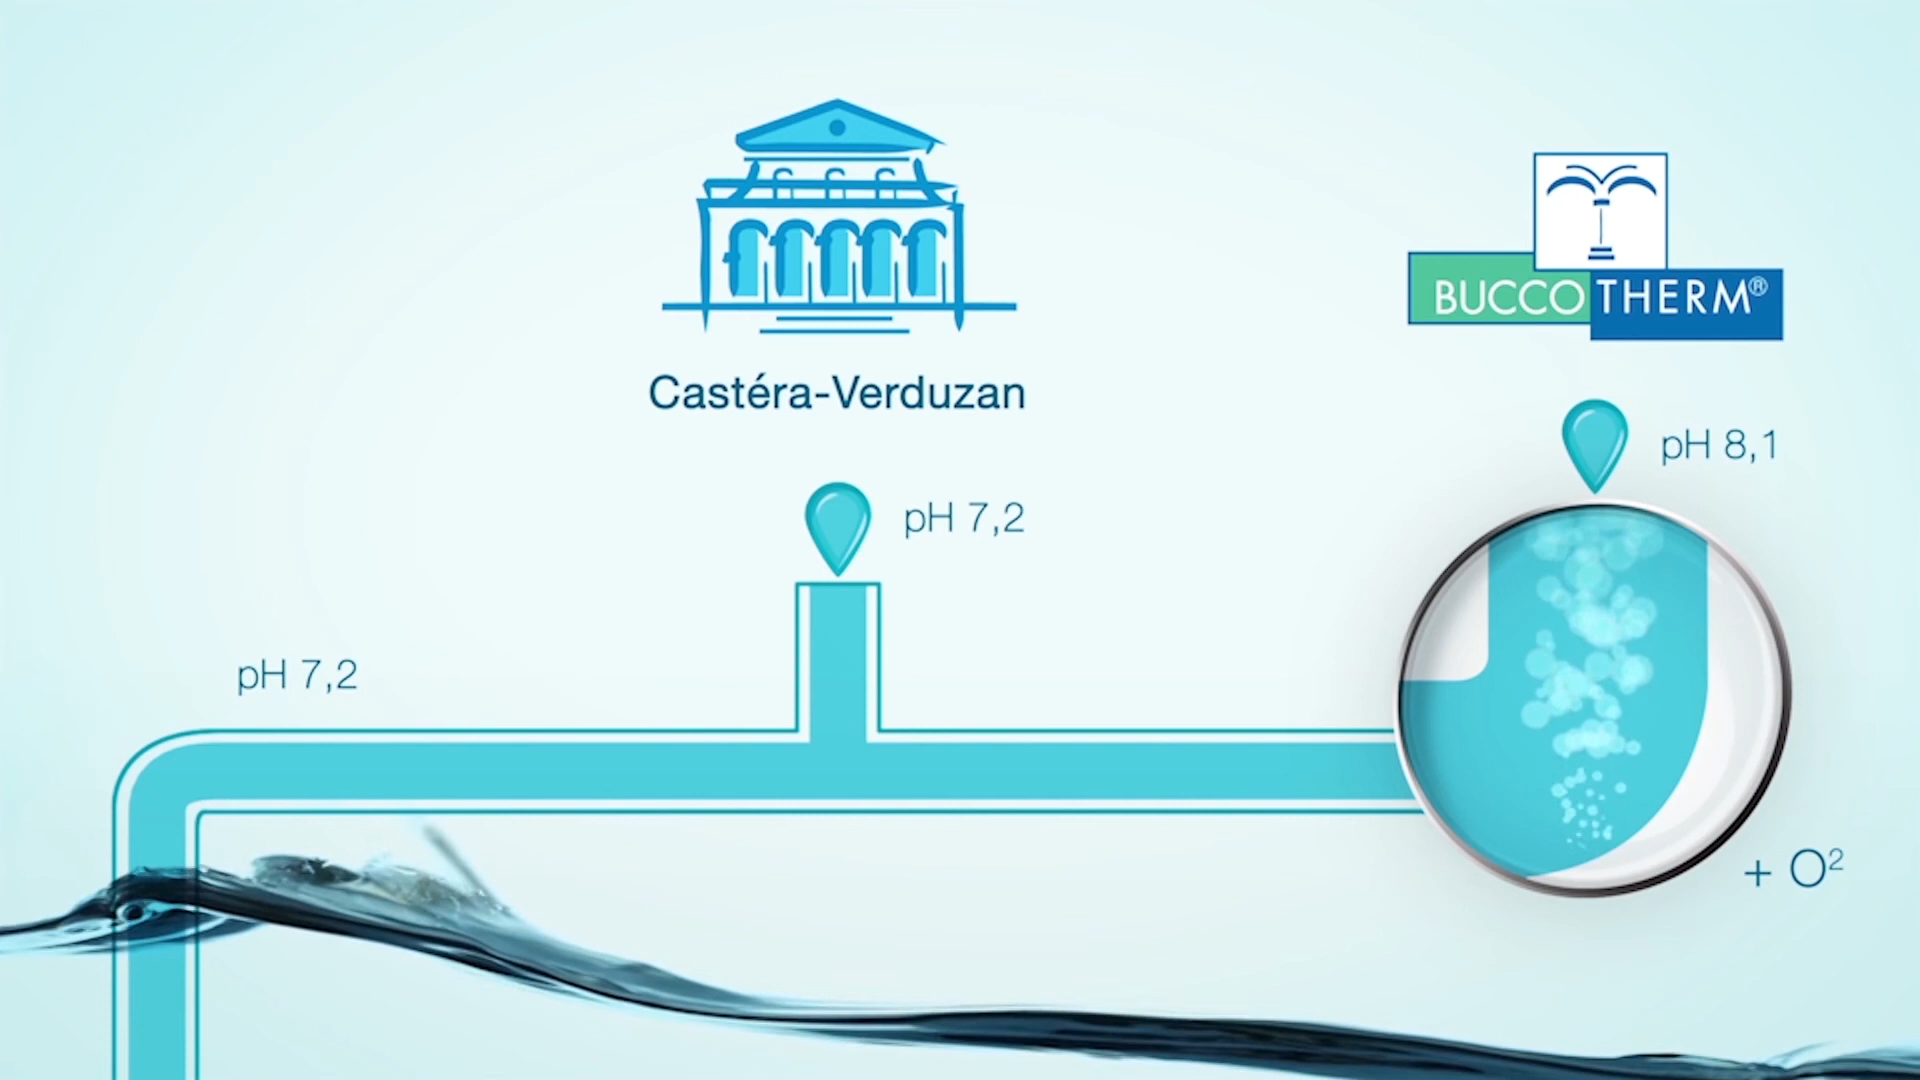 Castéra-Verduzan
BUCCOTHERM®
pH 8,1
pH 7,2
pH 7,2
+ O²